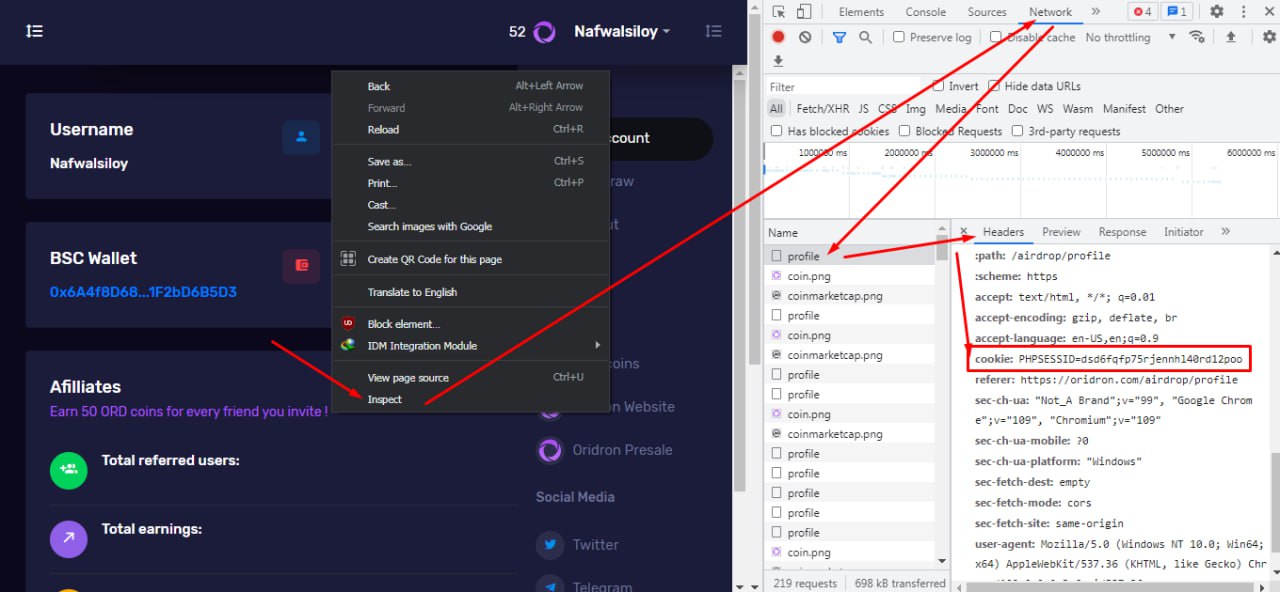 52 Nafwalsiloy
Username
Nafwalsiloy
BSC Wallet
0x6A4f8D68...1F2bD6B5D3
Affiliates
Earn 50 ORD coins for every friend you invite !
Total referred users:
Total earnings:
Back Alt+Left Arrow
Forward Alt+Right Arrow
Reload Ctrl+R
Save as... Ctrl+S
Print... Ctrl+P
Cast...
Search images with Google
Create QR Code for this page
Translate to English
Block element...
IDM Integration Module
View page source Ctrl+U
Inspect
ccount
raw
ut
oins
on Website
Oridron Presale
Social Media
Twitter
Telegram
Elements Console Sources Network » 4 1
Preserve log Disable cache No throttling
Filter Invert Hide data URLs
All Fetch/XHR JS CSS Img Media Font Doc WS Wasm Manifest Other
Has blocked cookies Blocked Requests 3rd-party requests
1000000 ms 2000000 ms 3000000 ms 4000000 ms 5000000 ms 6000000 ms
Name
profile
coin.png
coinmarketcap.png
profile
coin.png
coinmarketcap.png
profile
profile
coin.png
coinmarketcap.png
profile
profile
profile
profile
profile
coin.png
219 requests 698 kB transferred
Headers Preview Response Initiator »
:path: /airdrop/profile
:scheme: https
accept: text/html, */*; q=0.01
accept-encoding: gzip, deflate, br
accept-language: en-US,en;q=0.9
cookie: PHPSESSID=dsd6fqfp75rjennhl40rd12poo
referer: https://oridron.com/airdrop/profile
sec-ch-ua: "Not_A Brand";v="99", "Google Chrom
e";v="109", "Chromium";v="109"
sec-ch-ua-mobile: ?0
sec-ch-ua-platform: "Windows"
sec-fetch-dest: empty
sec-fetch-mode: cors
sec-fetch-site: same-origin
user-agent: Mozilla/5.0 (Windows NT 10.0; Win64;
x64) AppleWebKit/537.36 (KHTML, like Gecko) Chr